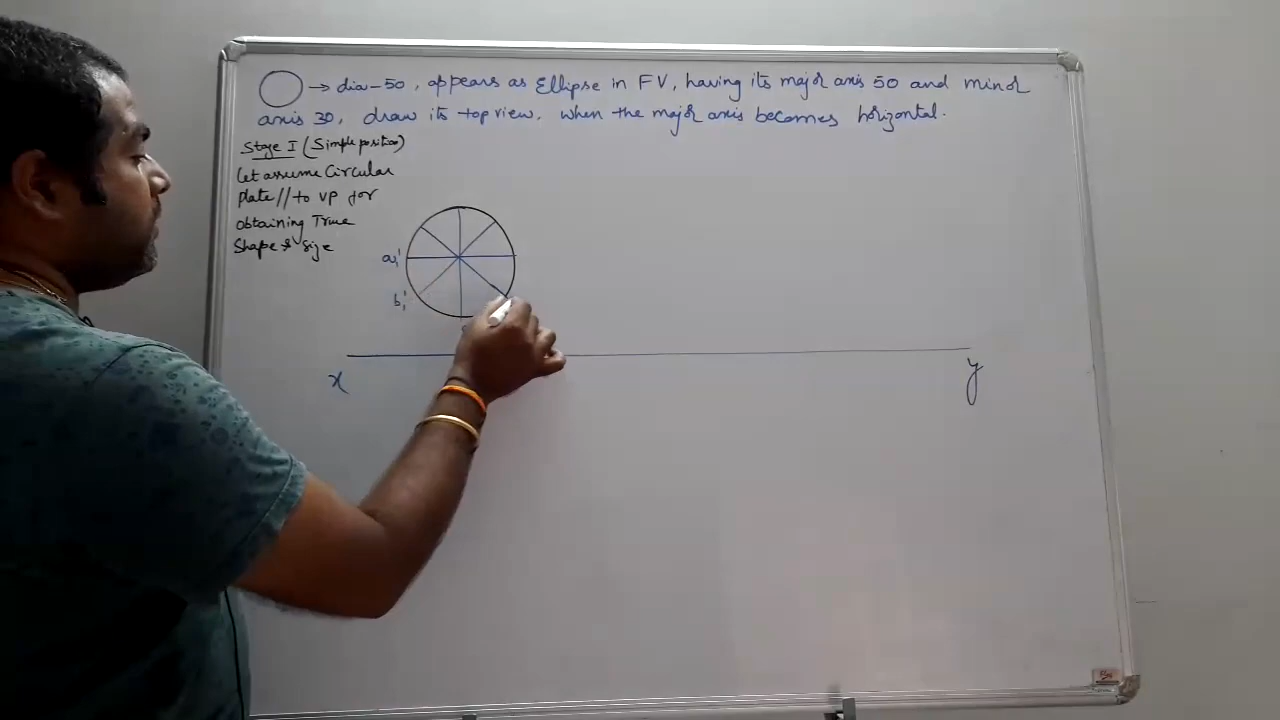 → dia-50, appears as Ellipse in FV, having its major axis 50 and minor
axis 30, draw its top view, when the major axis becomes horizontal.
Stage I (Simple position)
Let assume Circular
plate // to VP for
obtaining True
Shape & Size
a₁'
b₁'
x
y